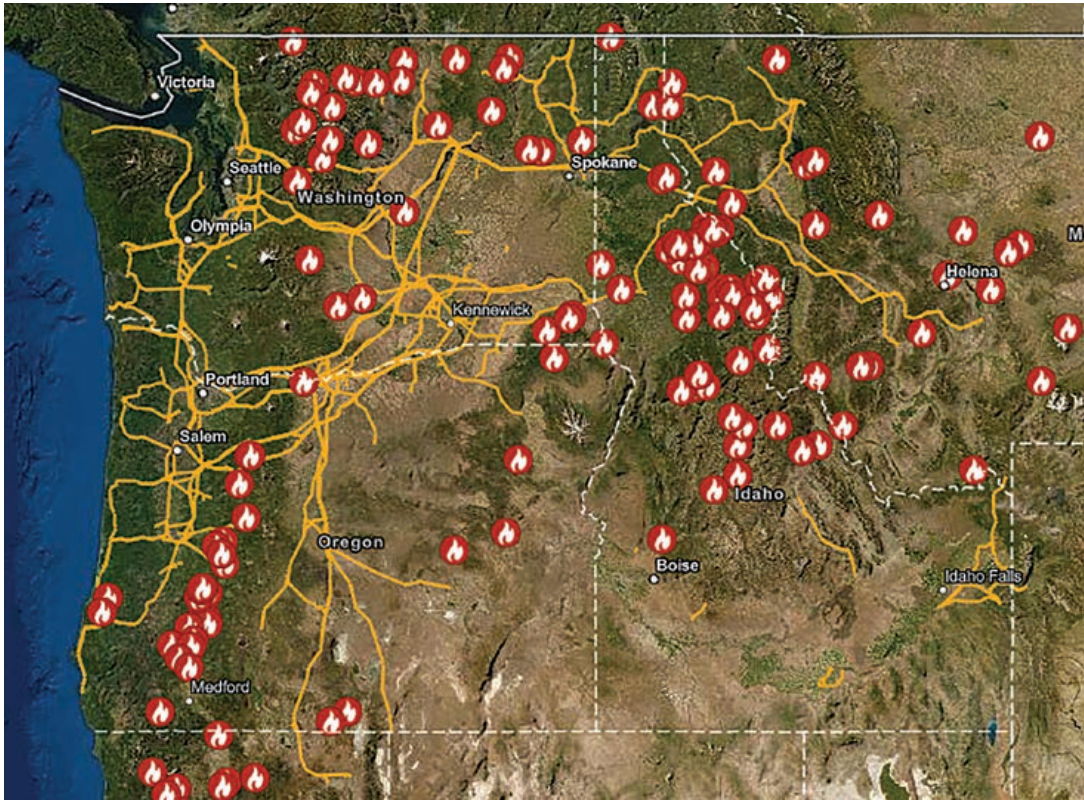 Victoria
Seattle
Spokane
Washington
Olympia
M
Helena
Kennewick
Portland
Salem
Idaho
Oregon
Boise
Idaho Falls
Medford